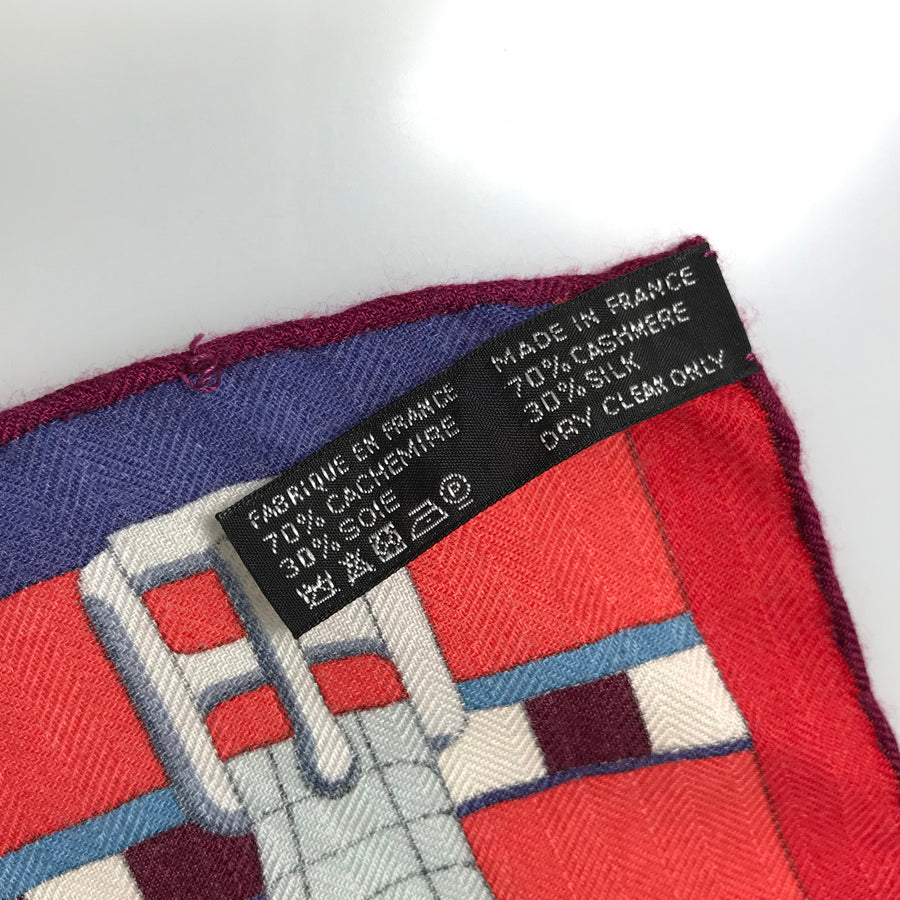 FABRIQUE EN FRANCE
70% CACHEMIRE
30% SOIE
P
MADE IN FRANCE
70% CASHMERE
30% SILK
DRY CLEAN ONLY